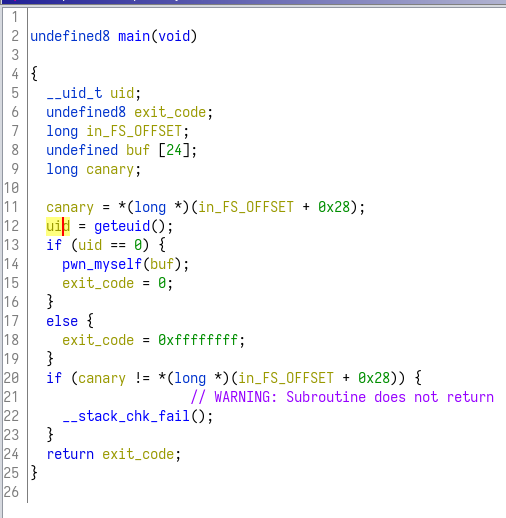 1
2 undefined8 main(void)
3
4 {
5 __uid_t uid;
6 undefined8 exit_code;
7 long in_FS_OFFSET;
8 undefined buf [24];
9 long canary;
10
11 canary = *(long *)(in_FS_OFFSET + 0x28);
12 uid = geteuid();
13 if (uid == 0) {
14 pwn_myself(buf);
15 exit_code = 0;
16 }
17 else {
18 exit_code = 0xffffffff;
19 }
20 if (canary != *(long *)(in_FS_OFFSET + 0x28)) {
21 // WARNING: Subroutine does not return
22 __stack_chk_fail();
23 }
24 return exit_code;
25 }
26